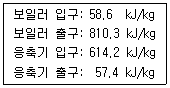 보일러 입구: 58.6 kJ/kg
보일러 출구: 810.3 kJ/kg
응축기 입구: 614.2 kJ/kg
응축기 출구: 57.4 kJ/kg